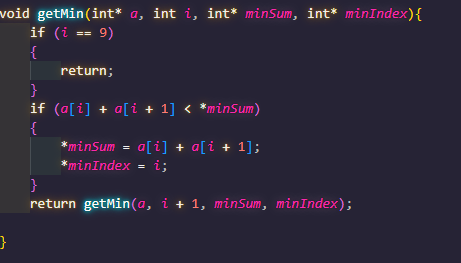 void getMin(int* a, int i, int* minSum, int* minIndex){
    if (i == 9)
    {
        return;
    }
    if (a[i] + a[i + 1] < *minSum)
    {
        *minSum = a[i] + a[i + 1];
        *minIndex = i;
    }
    return getMin(a, i + 1, minSum, minIndex);
}